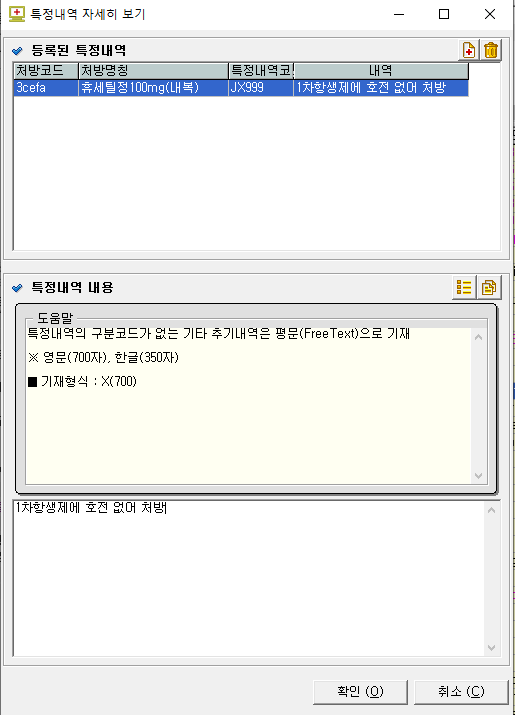 특정내역 자세히 보기
등록된 특정내역
처방코드 처방명칭 특정내역코 내역
3cefa 휴세틸정100mg(내복) JX999 1차항생제에 호전 없어 처방
특정내역 내용
도움말
특정내역의 구분코드가 없는 기타 추기내역은 평문(FreeText)으로 기재
※ 영문(700자), 한글(350자)
■ 기재형식 : X(700)
1차항생제에 호전 없어 처방
확인 (O) 취소 (C)